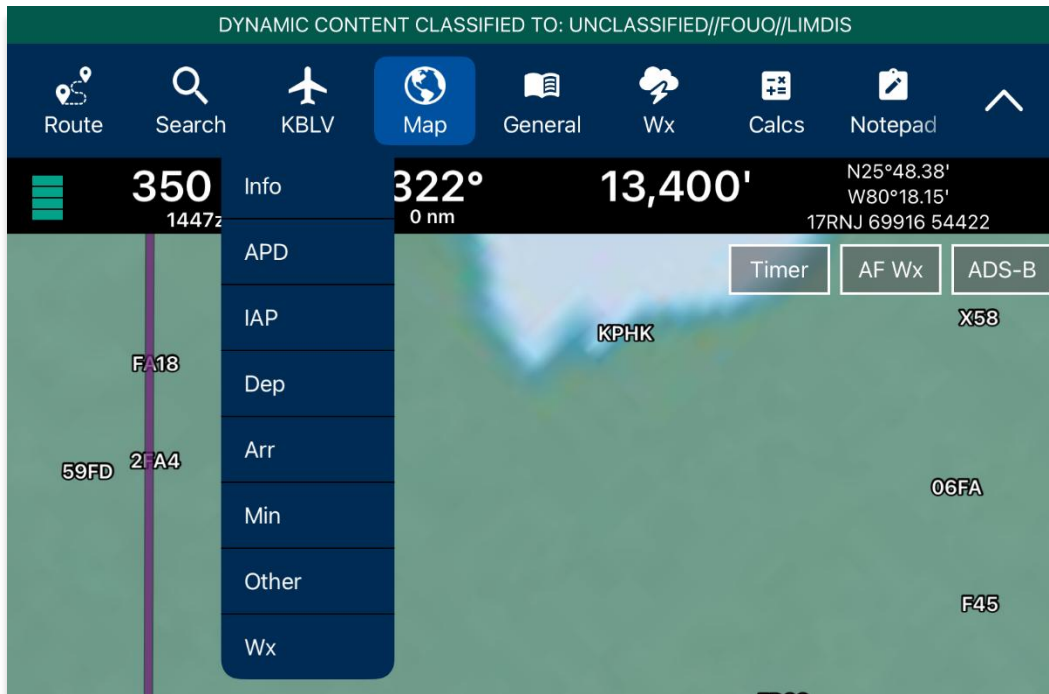 DYNAMIC CONTENT CLASSIFIED TO: UNCLASSIFIED//FOUO//LIMDIS
Route Search KBLV Map General Wx Calcs Notepad
350 322° 13,400' N25°48.38'
1447z 0 nm W80°18.15'
17RNJ 69916 54422
Info
APD
IAP
Dep
Arr
Min
Other
Wx
Timer AF Wx ADS-B
KPHK X58
FA18
59FD 2FA4
06FA
F45